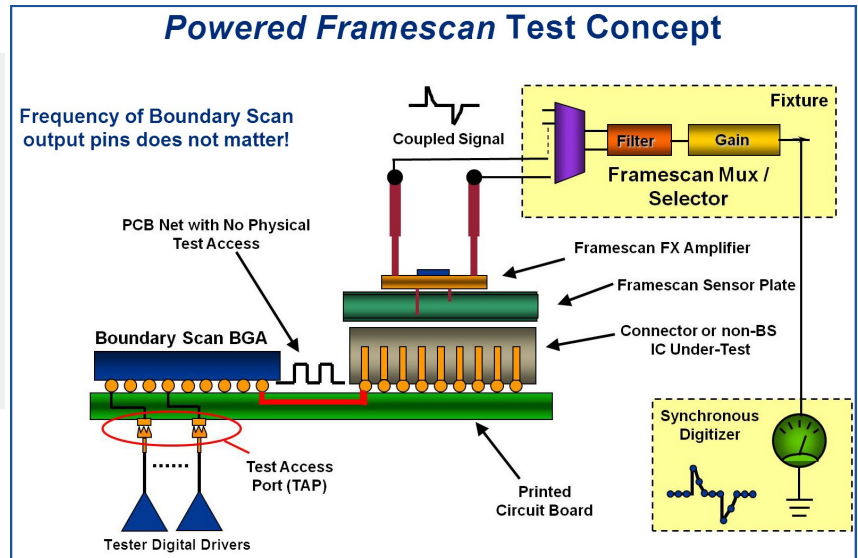 Powered Framescan Test Concept
Frequency of Boundary Scan
output pins does not matter!
Coupled Signal
Fixture
Filter
Gain
Framescan Mux /
Selector
PCB Net with No Physical
Test Access
Framescan FX Amplifier
Framescan Sensor Plate
Boundary Scan BGA
Connector or non-BS
IC Under-Test
Synchronous
Digitizer
Test Access
Port (TAP)
Printed
Circuit Board
Tester Digital Drivers